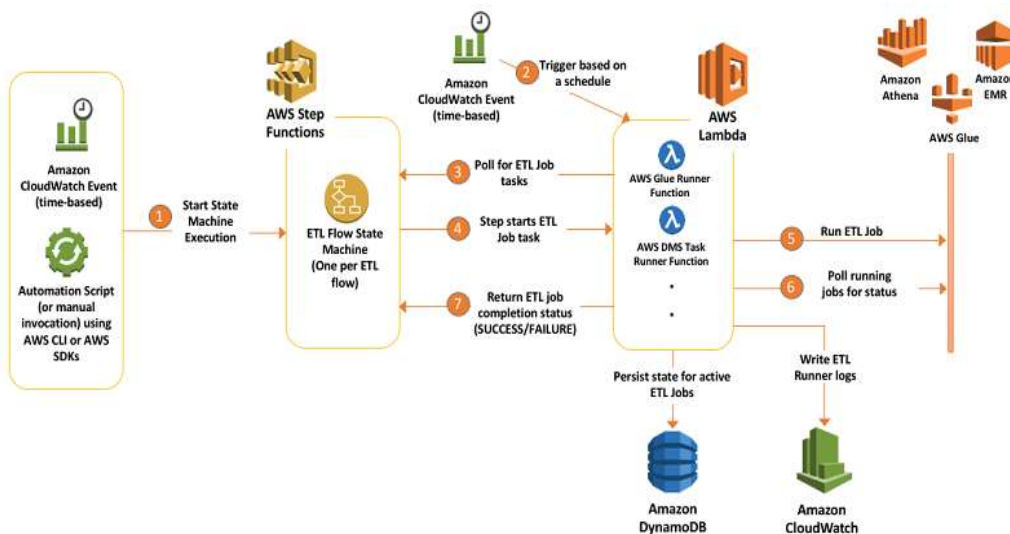 Amazon
CloudWatch Event
(time-based)
Automation Script
(or manual
invocation) using
AWS CLI or AWS
SDKs
1
Start State
Machine
Execution
AWS Step
Functions
ETL Flow State
Machine
(One per ETL
flow)
Amazon
CloudWatch Event
(time-based)
2
Trigger based on
a schedule
3
Poll for ETL Job
tasks
4
Step starts ETL
Job task
7
Return ETL job
completion status
(SUCCESS/FAILURE)
AWS
Lambda
λ
AWS Glue Runner
Function
λ
AWS DMS Task
Runner Function
5
Run ETL Job
6
Poll running
jobs for status
Amazon
Athena
Amazon
EMR
AWS Glue
Persist state for active
ETL Jobs
Write ETL
Runner logs
Amazon
DynamoDB
Amazon
CloudWatch